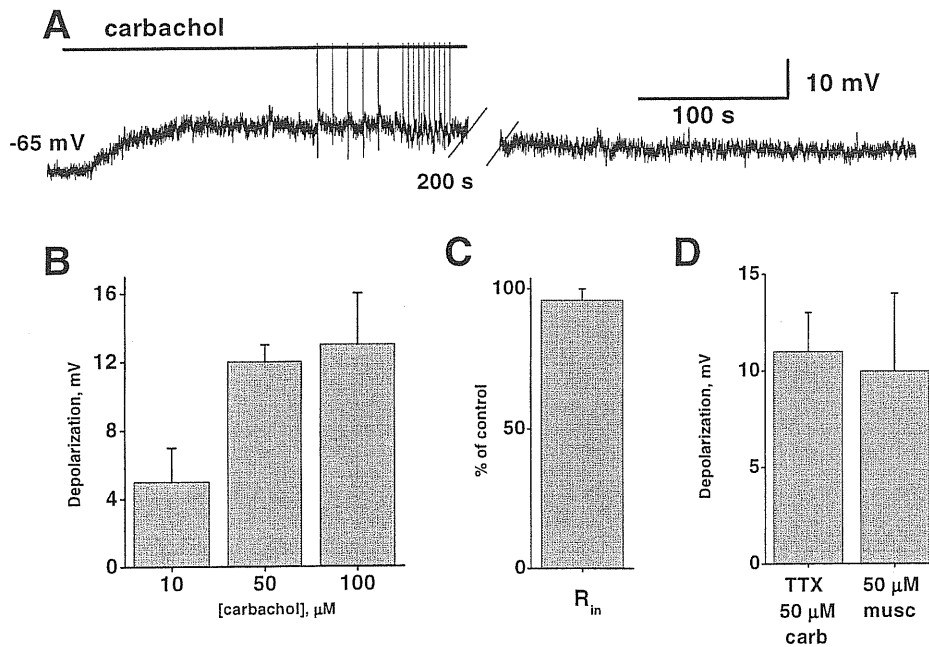 A
carbachol
10 mV
100 s
-65 mV
200 s
B
Depolarization, mV
16
12
8
4
0
10 50 100
[carbachol], µM
C
% of control
100
50
0
Rin
D
Depolarization, mV
15
10
5
0
TTX
50 µM
carb
50 µM
musc